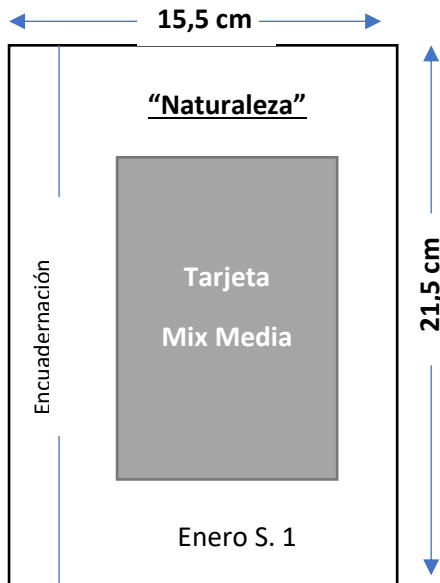 15,5 cm
“Naturaleza”
Tarjeta
Mix Media
Encuadernación
21,5 cm
Enero S. 1